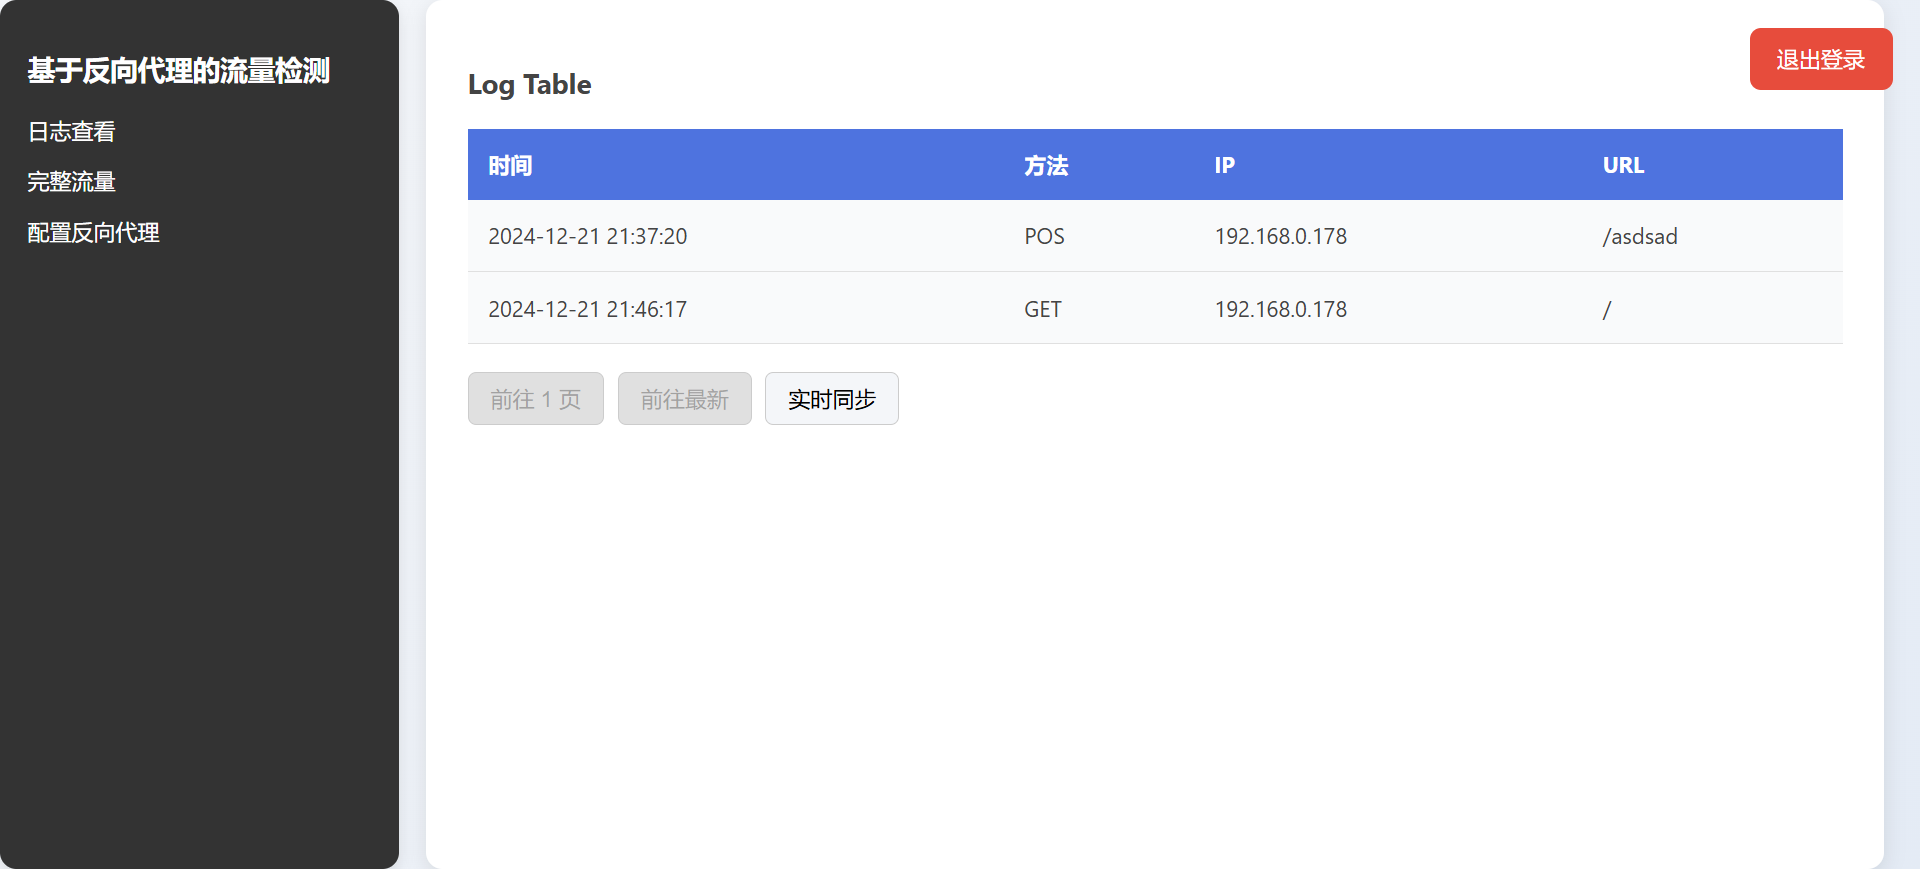 基于反向代理的流量检测
日志查看
完整流量
配置反向代理
退出登录
Log Table
时间 方法 IP URL
2024-12-21 21:37:20 POS 192.168.0.178 /asdsad
2024-12-21 21:46:17 GET 192.168.0.178 /
前往 1 页 前往最新 实时同步